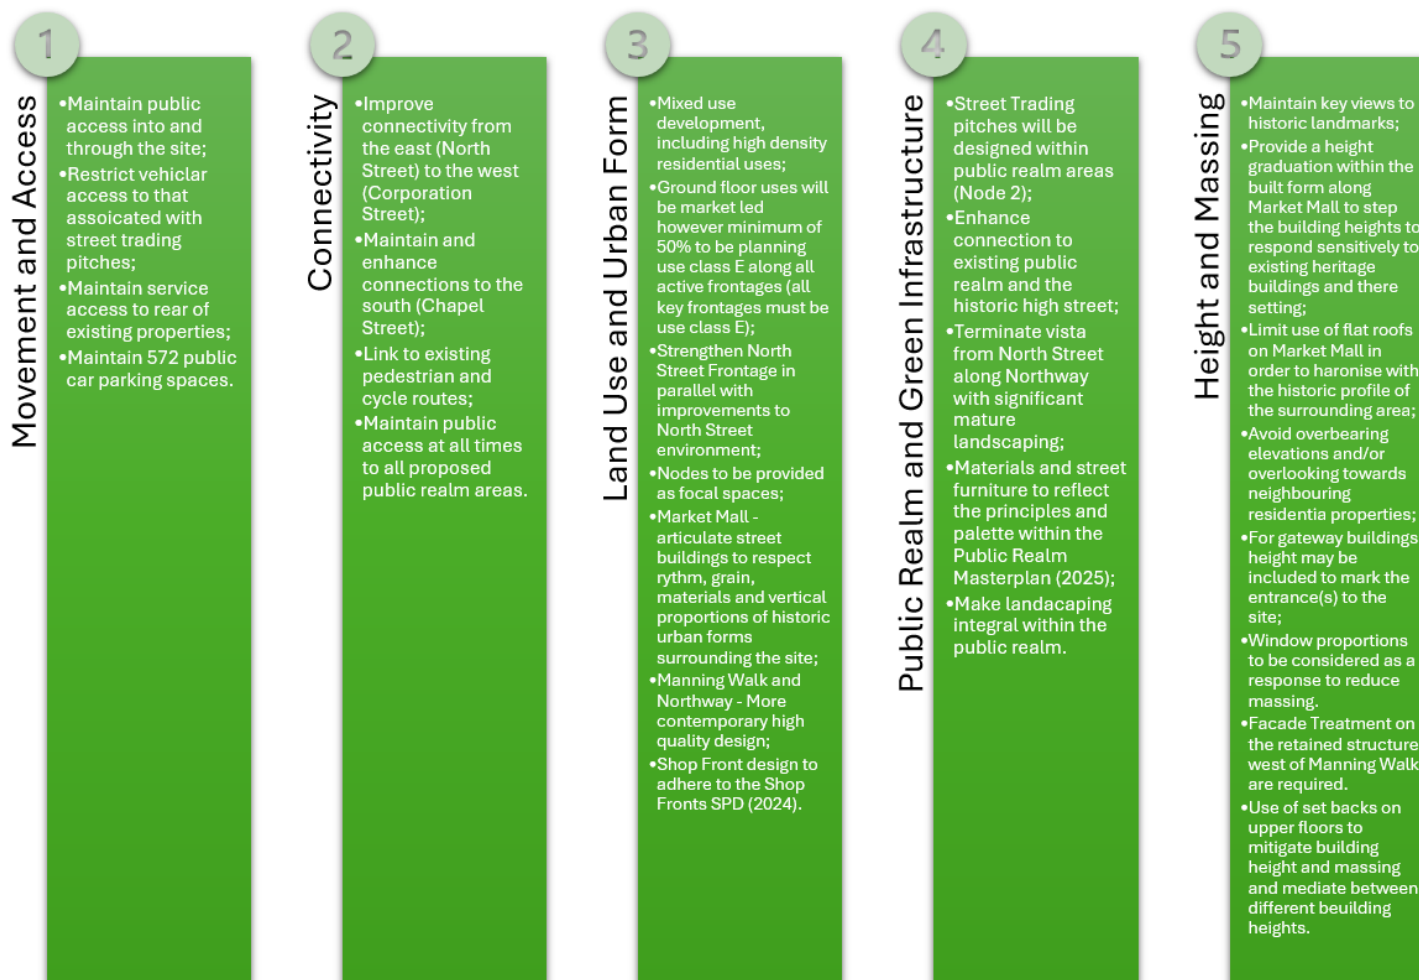 1
Movement and Access
•Maintain public
access into and
through the site;
•Restrict vehiclar
access to that
assoicated with
street trading
pitches;
•Maintain service
access to rear of
existing properties;
•Maintain 572 public
car parking spaces.
2
Connectivity
•Improve
connectivity from
the east (North
Street) to the west
(Corporation
Street);
•Maintain and
enhance
connections to the
south (Chapel
Street);
•Link to existing
pedestrian and
cycle routes;
•Maintain public
access at all times
to all proposed
public realm areas.
3
Land Use and Urban Form
•Mixed use
development,
including high density
residential uses;
•Ground floor uses will
be market led
however minimum of
50% to be planning
use class E along all
active frontages (all
key frontages must be
use class E);
•Strengthen North
Street Frontage in
parallel with
improvements to
North Street
environment;
•Nodes to be provided
as focal spaces;
•Market Mall -
articulate street
buildings to respect
rythm, grain,
materials and vertical
proportions of historic
urban forms
surrounding the site;
•Manning Walk and
Northway - More
contemporary high
quality design;
•Shop Front design to
adhere to the Shop
Fronts SPD (2024).
4
Public Realm and Green Infrastructure
•Street Trading
pitches will be
designed within
public realm areas
(Node 2);
•Enhance
connection to
existing public
realm and the
historic high street;
•Terminate vista
from North Street
along Northway
with significant
mature
landscaping;
•Materials and street
furniture to reflect
the principles and
palette within the
Public Realm
Masterplan (2025);
•Make landacaping
integral within the
public realm.
5
Height and Massing
•Maintain key views to
historic landmarks;
•Provide a height
graduation within the
built form along
Market Mall to step
the building heights to
respond sensitively to
existing heritage
buildings and there
setting;
•Limit use of flat roofs
on Market Mall in
order to haronise with
the historic profile of
the surrounding area;
•Avoid overbearing
elevations and/or
overlooking towards
neighbouring
residentia properties;
•For gateway buildings
height may be
included to mark the
entrance(s) to the
site;
•Window proportions
to be considered as a
response to reduce
massing.
•Facade Treatment on
the retained structure
west of Manning Walk
are required.
•Use of set backs on
upper floors to
mitigate building
height and massing
and mediate between
different beuilding
heights.